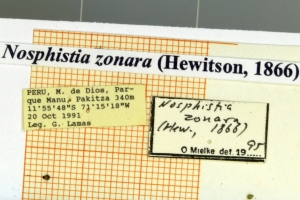 Nosphistia zonara (Hewitson, 1866)
PERU, M. de Dios, Par-
que Manu, Pakitza 340m
11°55'48"S 71°15'18"W
20 Oct 1991
Leg. G. Lamas
Nosphistia
zonara
(Hew., 1866)
O Mielke det. 1995